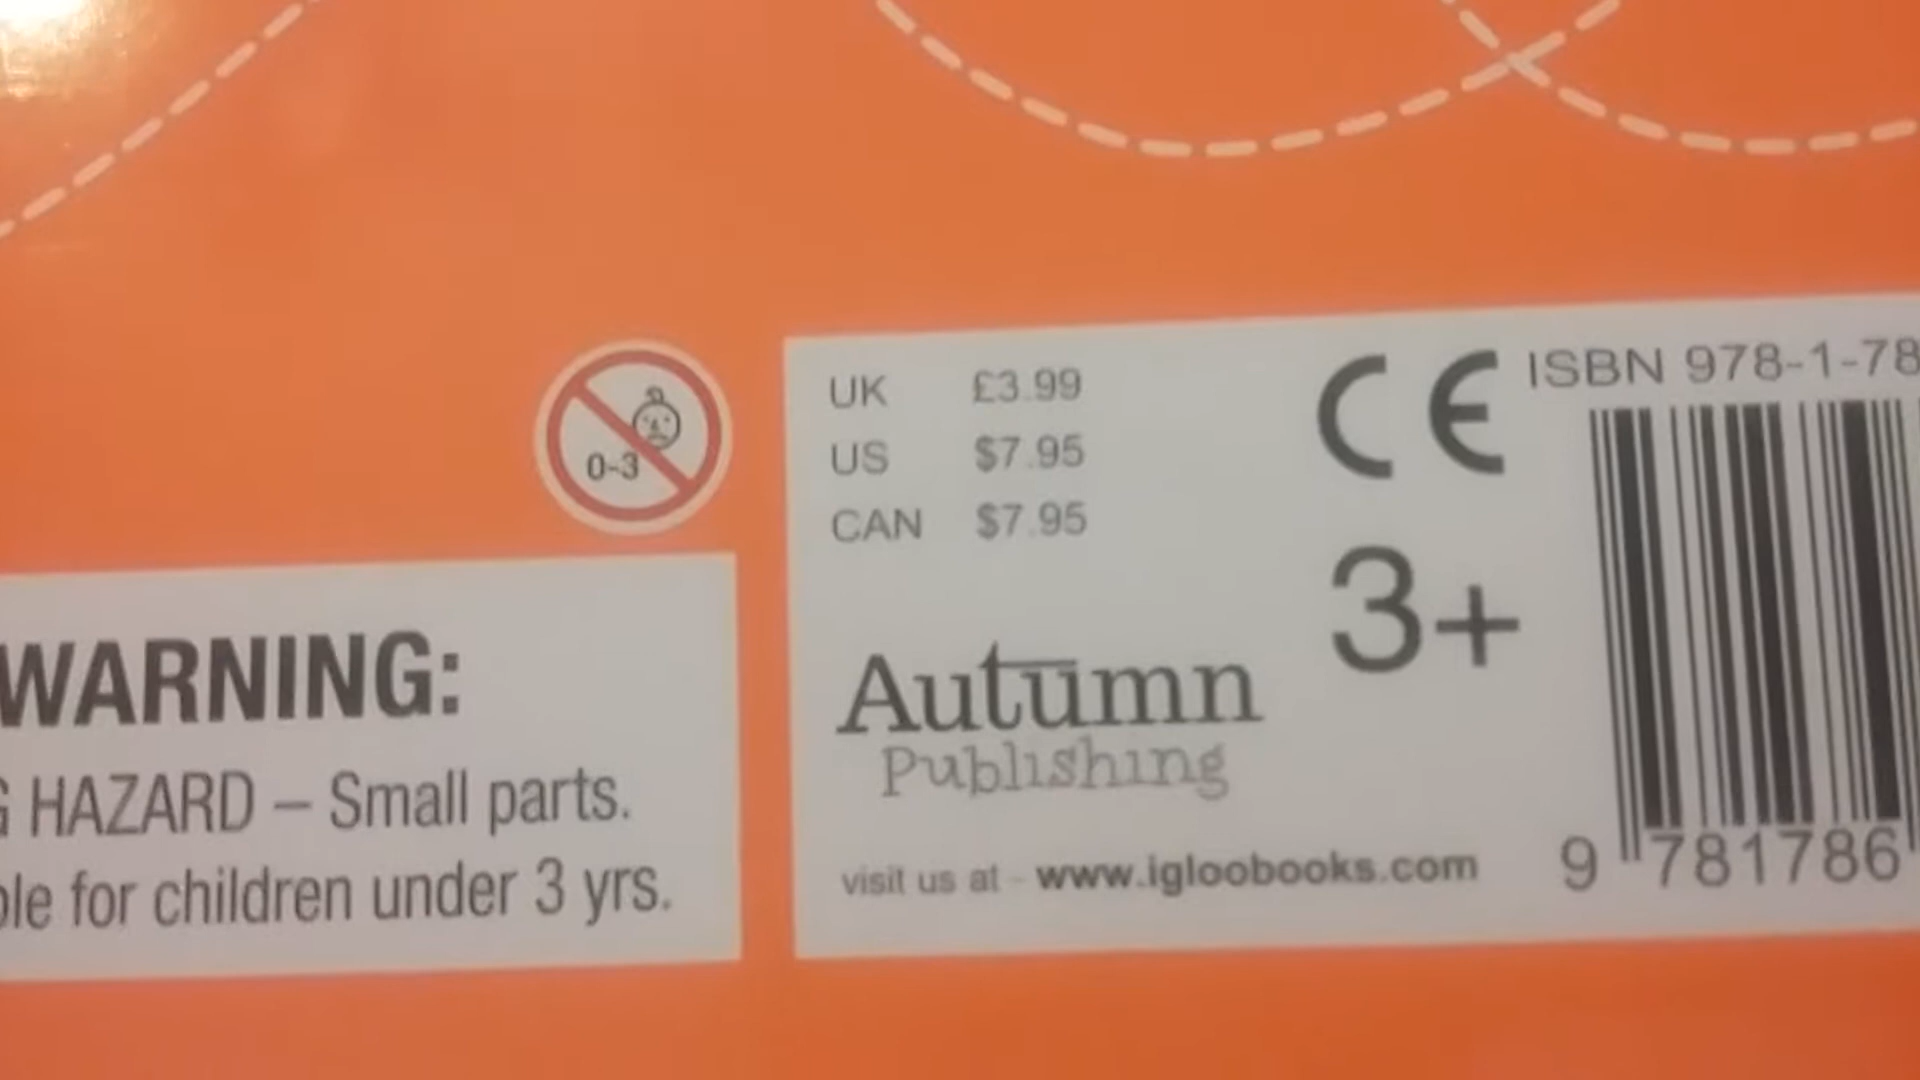 0-3
WARNING:
HAZARD – Small parts.
for children under 3 yrs.
UK £3.99
US $7.95
CAN $7.95
Autumn
Publishing
visit us at - www.igloobooks.com
CE
3+
ISBN 978-1-78
9 781786